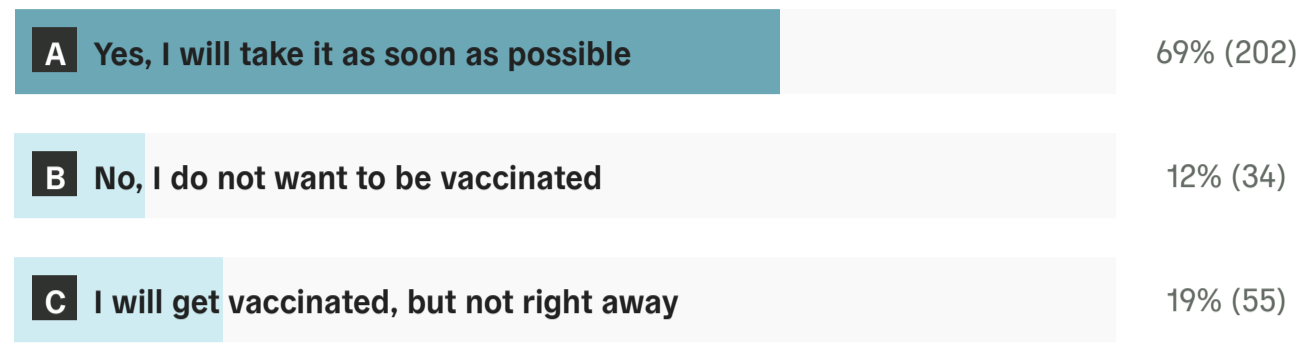 A Yes, I will take it as soon as possible 69% (202)
B No, I do not want to be vaccinated 12% (34)
C I will get vaccinated, but not right away 19% (55)